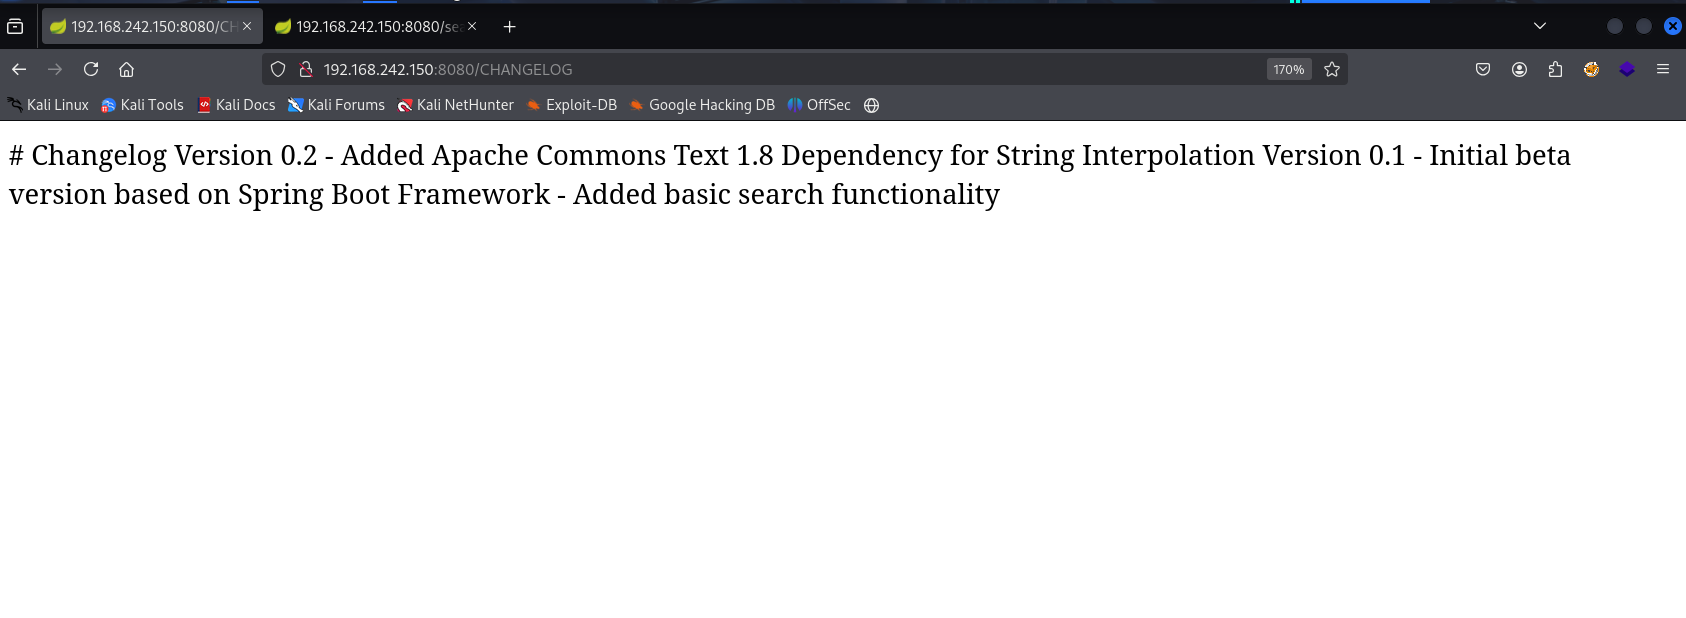 192.168.242.150:8080/CH
192.168.242.150:8080/sea
192.168.242.150:8080/CHANGELOG
170%
Kali Linux
Kali Tools
Kali Docs
Kali Forums
Kali NetHunter
Exploit-DB
Google Hacking DB
OffSec
# Changelog Version 0.2 - Added Apache Commons Text 1.8 Dependency for String Interpolation Version 0.1 - Initial beta
version based on Spring Boot Framework - Added basic search functionality